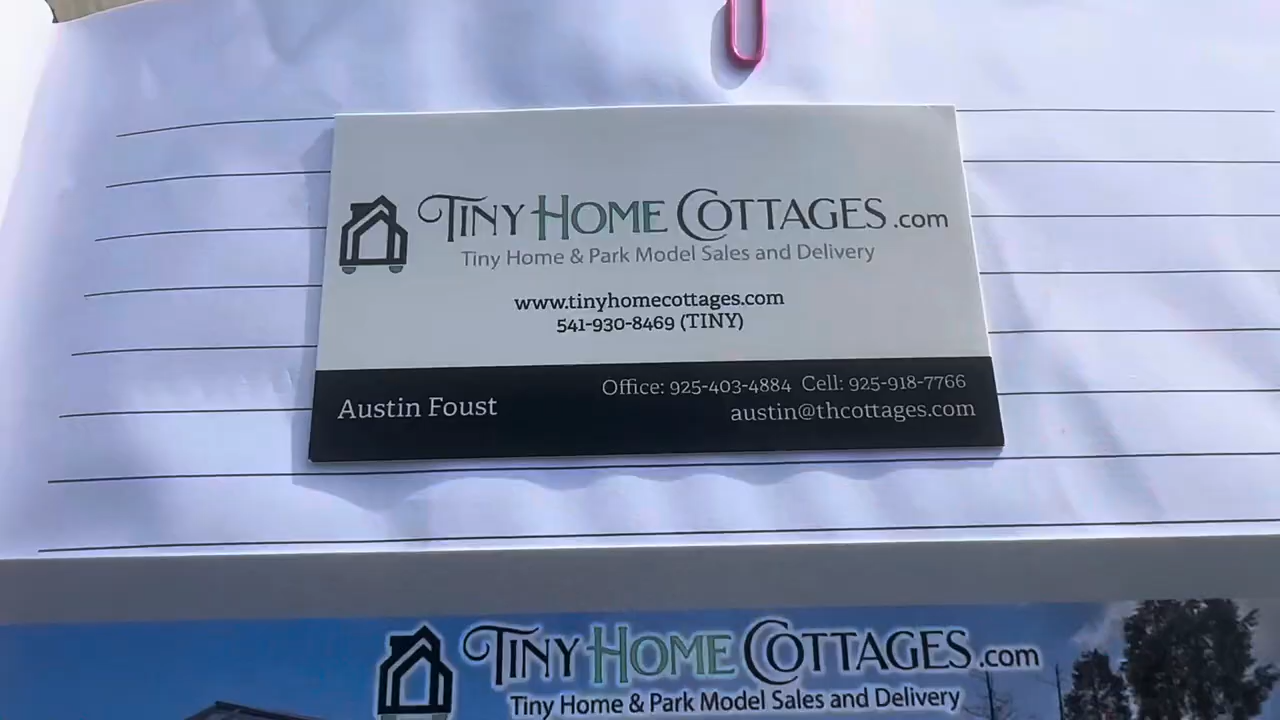 Tiny Home Cottages.com
Tiny Home & Park Model Sales and Delivery
www.tinyhomecottages.com
541-930-8469 (TINY)
Office: 925-403-4884 Cell: 925-918-7766
Austin Foust
austin@thcottages.com
Tiny Home Cottages.com
Tiny Home & Park Model Sales and Delivery